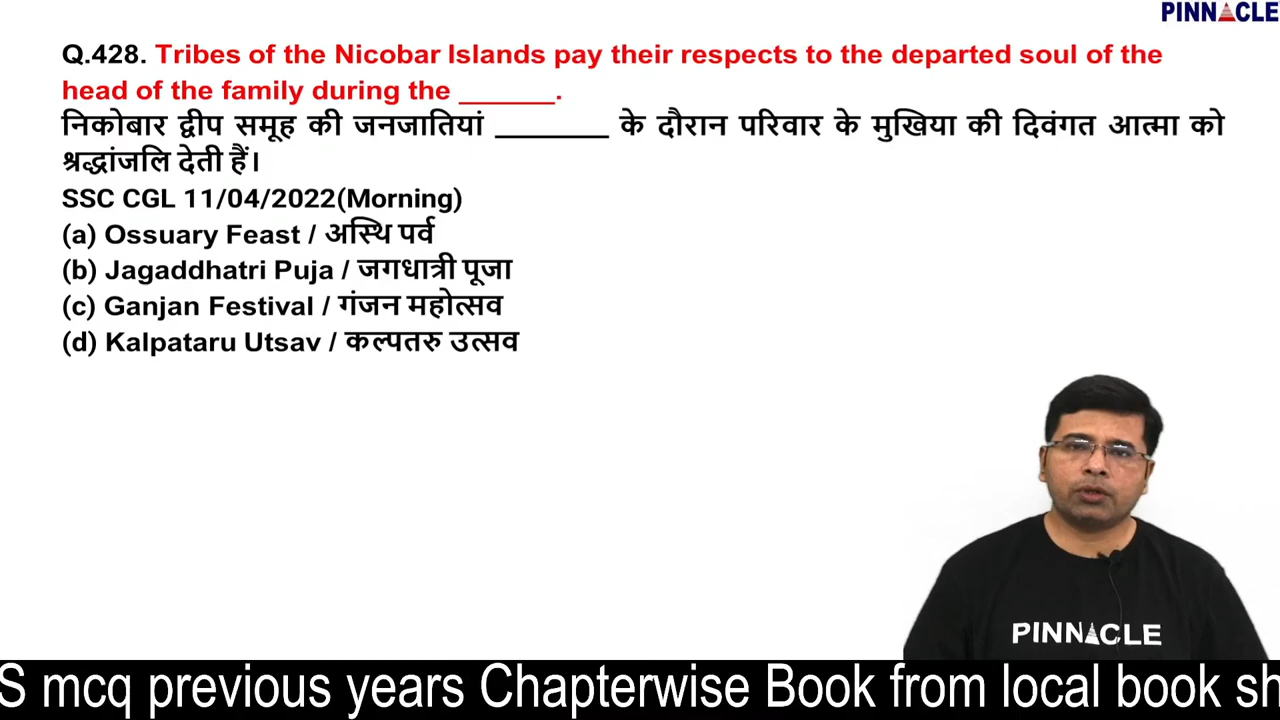 PINNACLE
Q.428. Tribes of the Nicobar Islands pay their respects to the departed soul of the
head of the family during the ______.
निकोबार द्वीप समूह की जनजातियां ________ के दौरान परिवार के मुखिया की दिवंगत आत्मा को
श्रद्धांजलि देती हैं।
SSC CGL 11/04/2022(Morning)
(a) Ossuary Feast / अस्थि पर्व
(b) Jagaddhatri Puja / जगधात्री पूजा
(c) Ganjan Festival / गंजन महोत्सव
(d) Kalpataru Utsav / कल्पतरु उत्सव
PINNACLE
S mcq previous years Chapterwise Book from local book sh